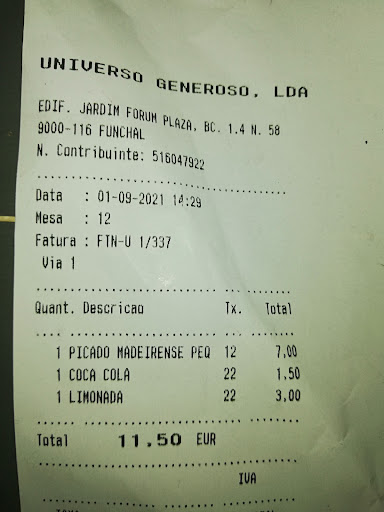 UNIVERSO GENEROSO, LDA
EDIF. JARDIM FORUM PLAZA, BC. 1.4 N. 58
9000-116 FUNCHAL
N. Contribuinte: 516047922
Data : 01-09-2021 14:29
Mesa : 12
Fatura : FTN-U 1/337
Via 1
Quant. Descricao Tx. Total
1 PICADO MADEIRENSE PEQ 12 7,00
1 COCA COLA 22 1,50
1 LIMONADA 22 3,00
Total 11,50 EUR
IVA